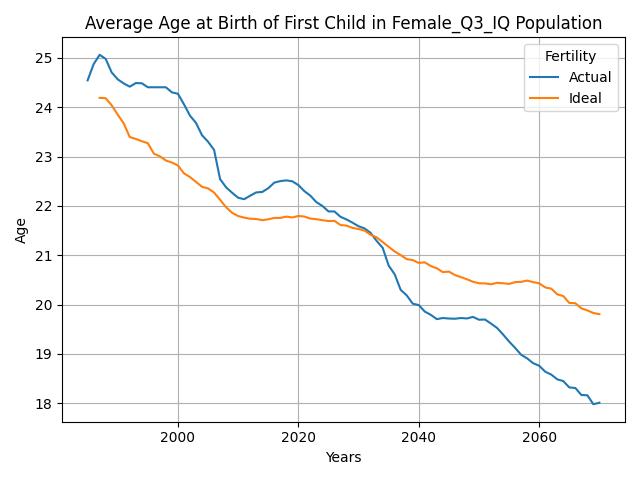 Average Age at Birth of First Child in Female_Q3_IQ Population
Fertility
Actual
Ideal
Age
25
24
23
22
21
20
19
18
2000 2020 2040 2060
Years